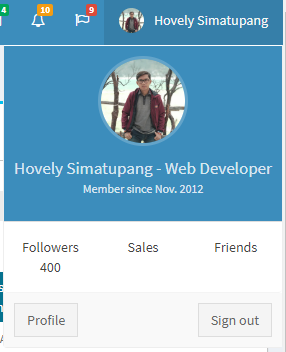 4 10 9 Hovely Simatupang
Hovely Simatupang - Web Developer
Member since Nov. 2012
Followers Sales Friends
400
Profile Sign out